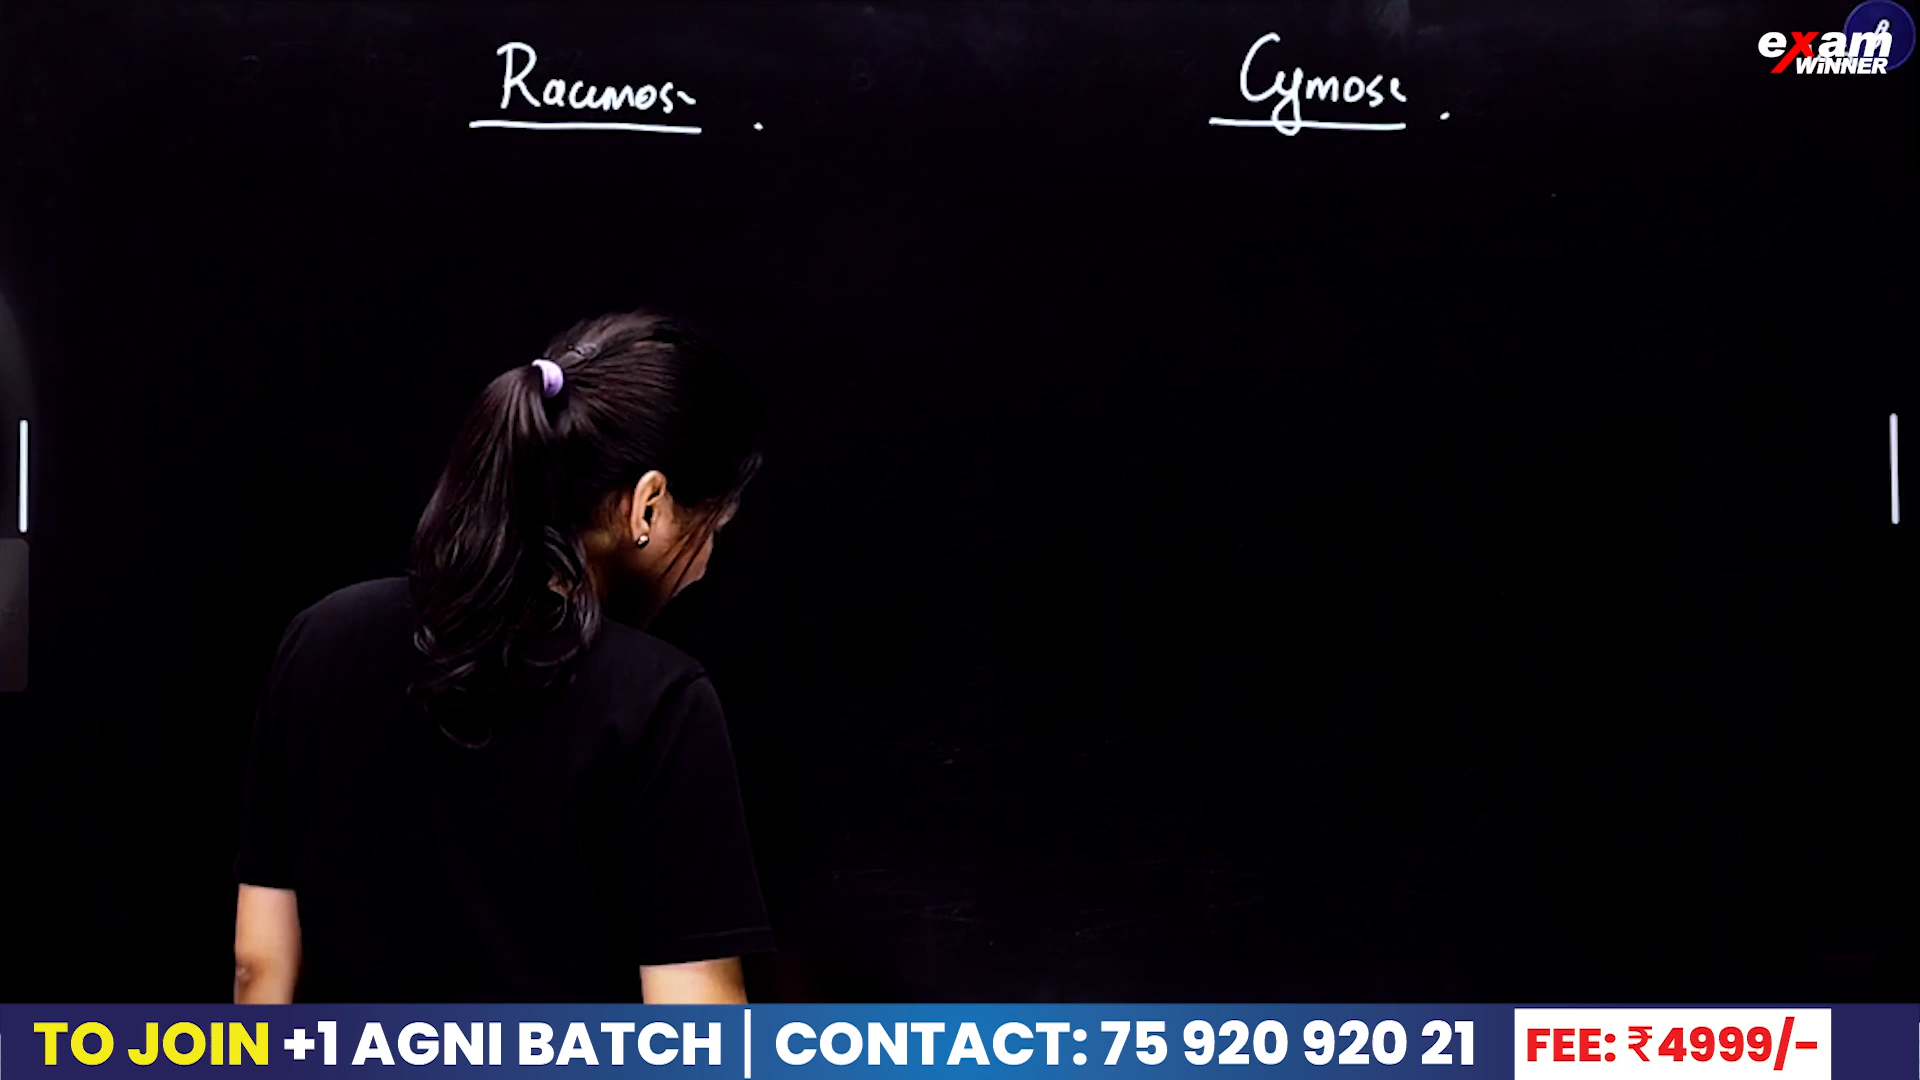 Racemose
Cymose
exam
WINNER
TO JOIN +1 AGNI BATCH | CONTACT: 75 920 920 21
FEE: ₹4999/-